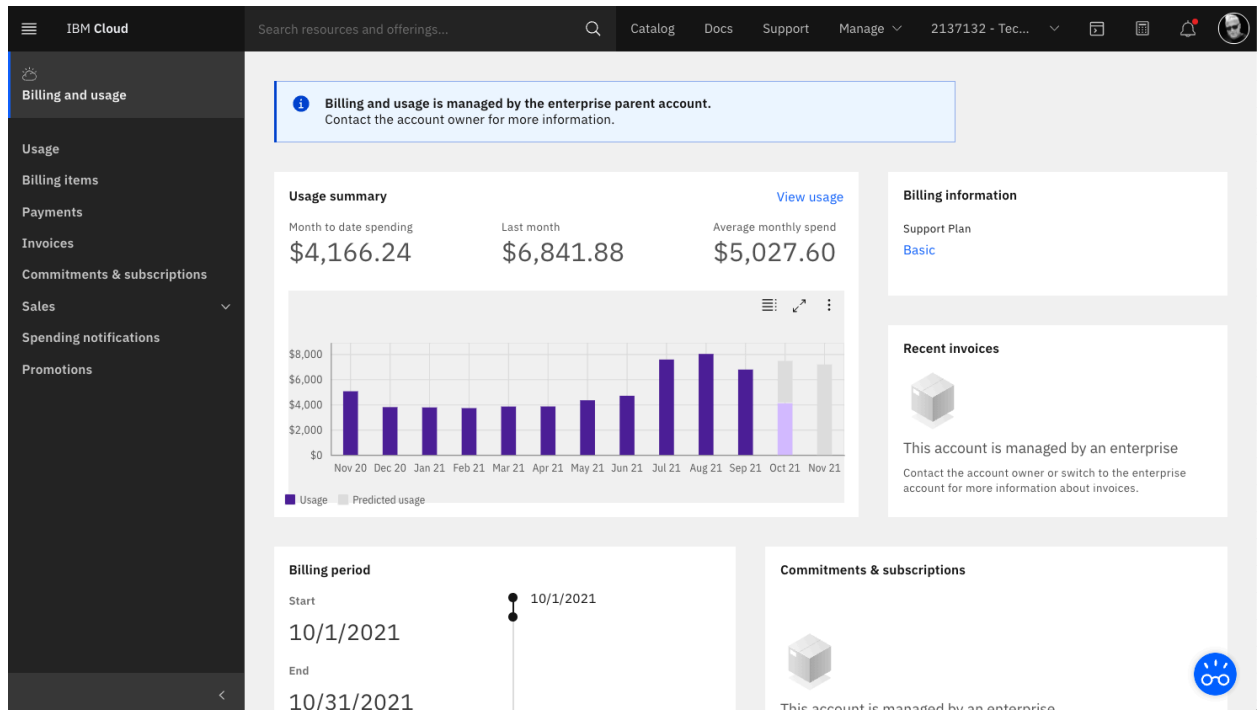 IBM Cloud
Search resources and offerings...
Catalog
Docs
Support
Manage
2137132 - Tec...
Billing and usage
Usage
Billing items
Payments
Invoices
Commitments & subscriptions
Sales
Spending notifications
Promotions
Billing and usage is managed by the enterprise parent account.
Contact the account owner for more information.
Usage summary
View usage
Month to date spending
$4,166.24
Last month
$6,841.88
Average monthly spend
$5,027.60
$8,000
$6,000
$4,000
$2,000
$0
Nov 20 Dec 20 Jan 21 Feb 21 Mar 21 Apr 21 May 21 Jun 21 Jul 21 Aug 21 Sep 21 Oct 21 Nov 21
Usage Predicted usage
Billing information
Support Plan
Basic
Recent invoices
This account is managed by an enterprise
Contact the account owner or switch to the enterprise
account for more information about invoices.
Billing period
Start
10/1/2021
End
10/31/2021
10/1/2021
Commitments & subscriptions
This account is managed by an enterprise